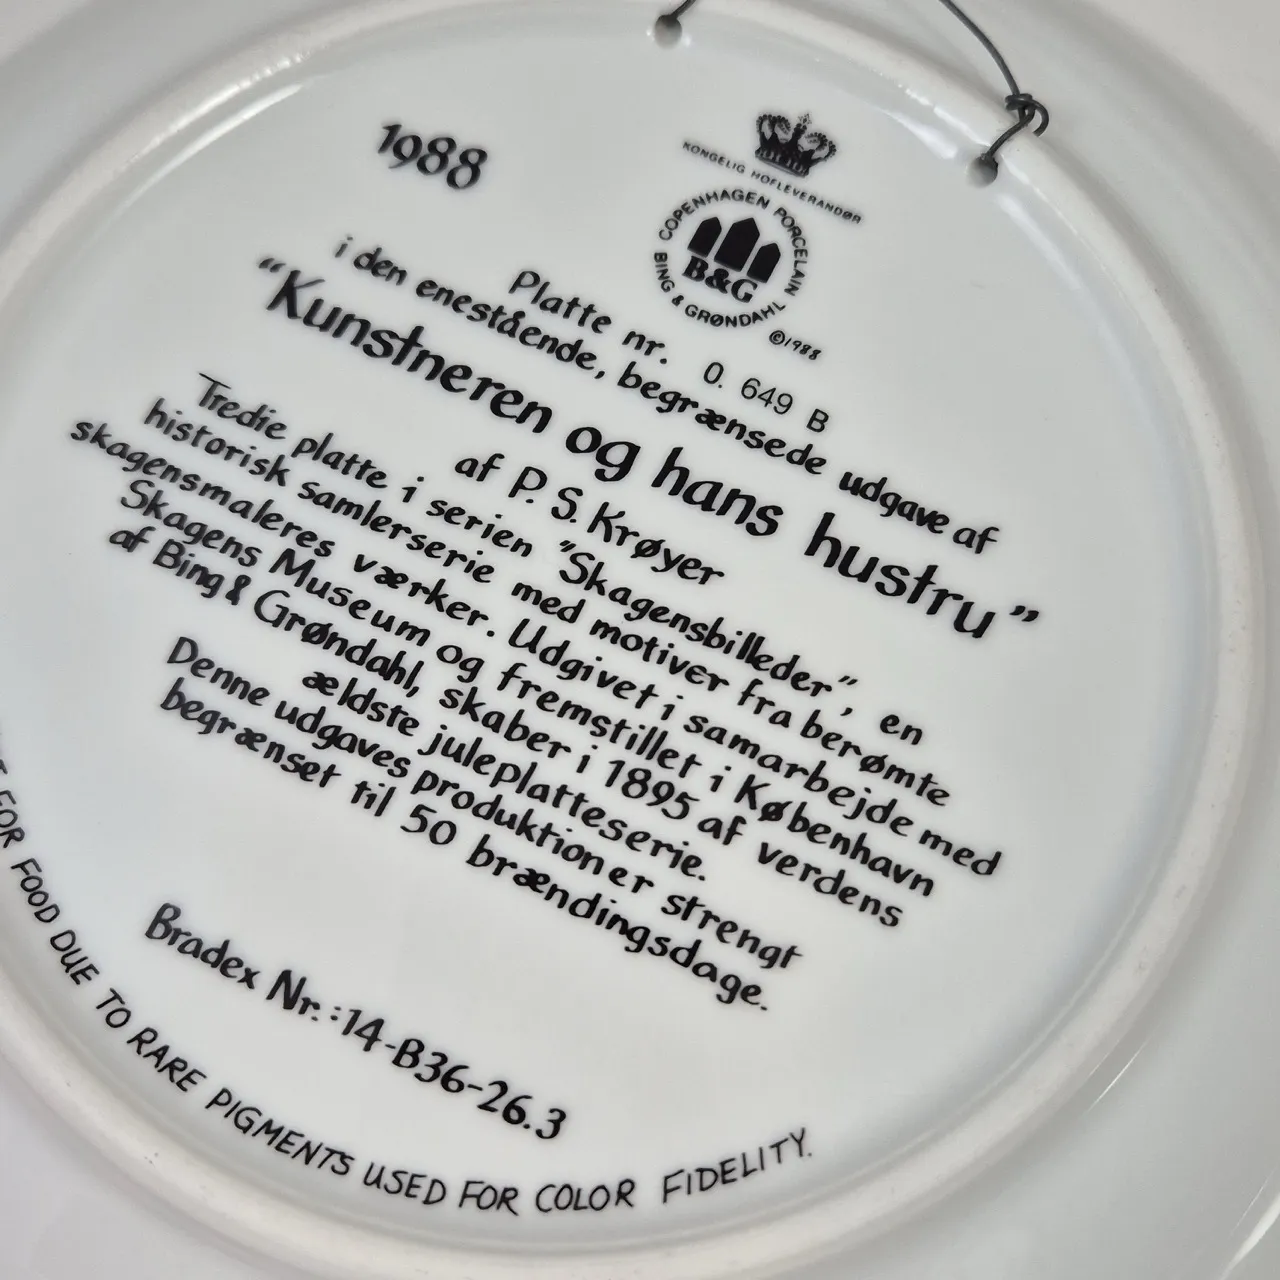 1988
KONGELIG HOFLEVERANDØR
COPENHAGEN PORCELAIN
B&G
BING & GRØNDAHL
©1988
Platte nr. 0. 649 B
i den enestående, begrænsede udgave af
“Kunstneren og hans hustru”
af P. S. Krøyer
Tredie platte i serien "Skagensbilleder", en
historisk samlerserie med motiver fra berømte
skagensmaleres værker. Udgivet i samarbejde med
Skagens Museum og fremstillet i København
af Bing & Grøndahl, skaber i 1895 af verdens
ældste juleplatteserie.
Denne udgaves produktion er strengt
begrænset til 50 brændingsdage.
Bradex Nr.:14-B36-26.3
FOR FOOD DUE TO RARE PIGMENTS USED FOR COLOR FIDELITY.